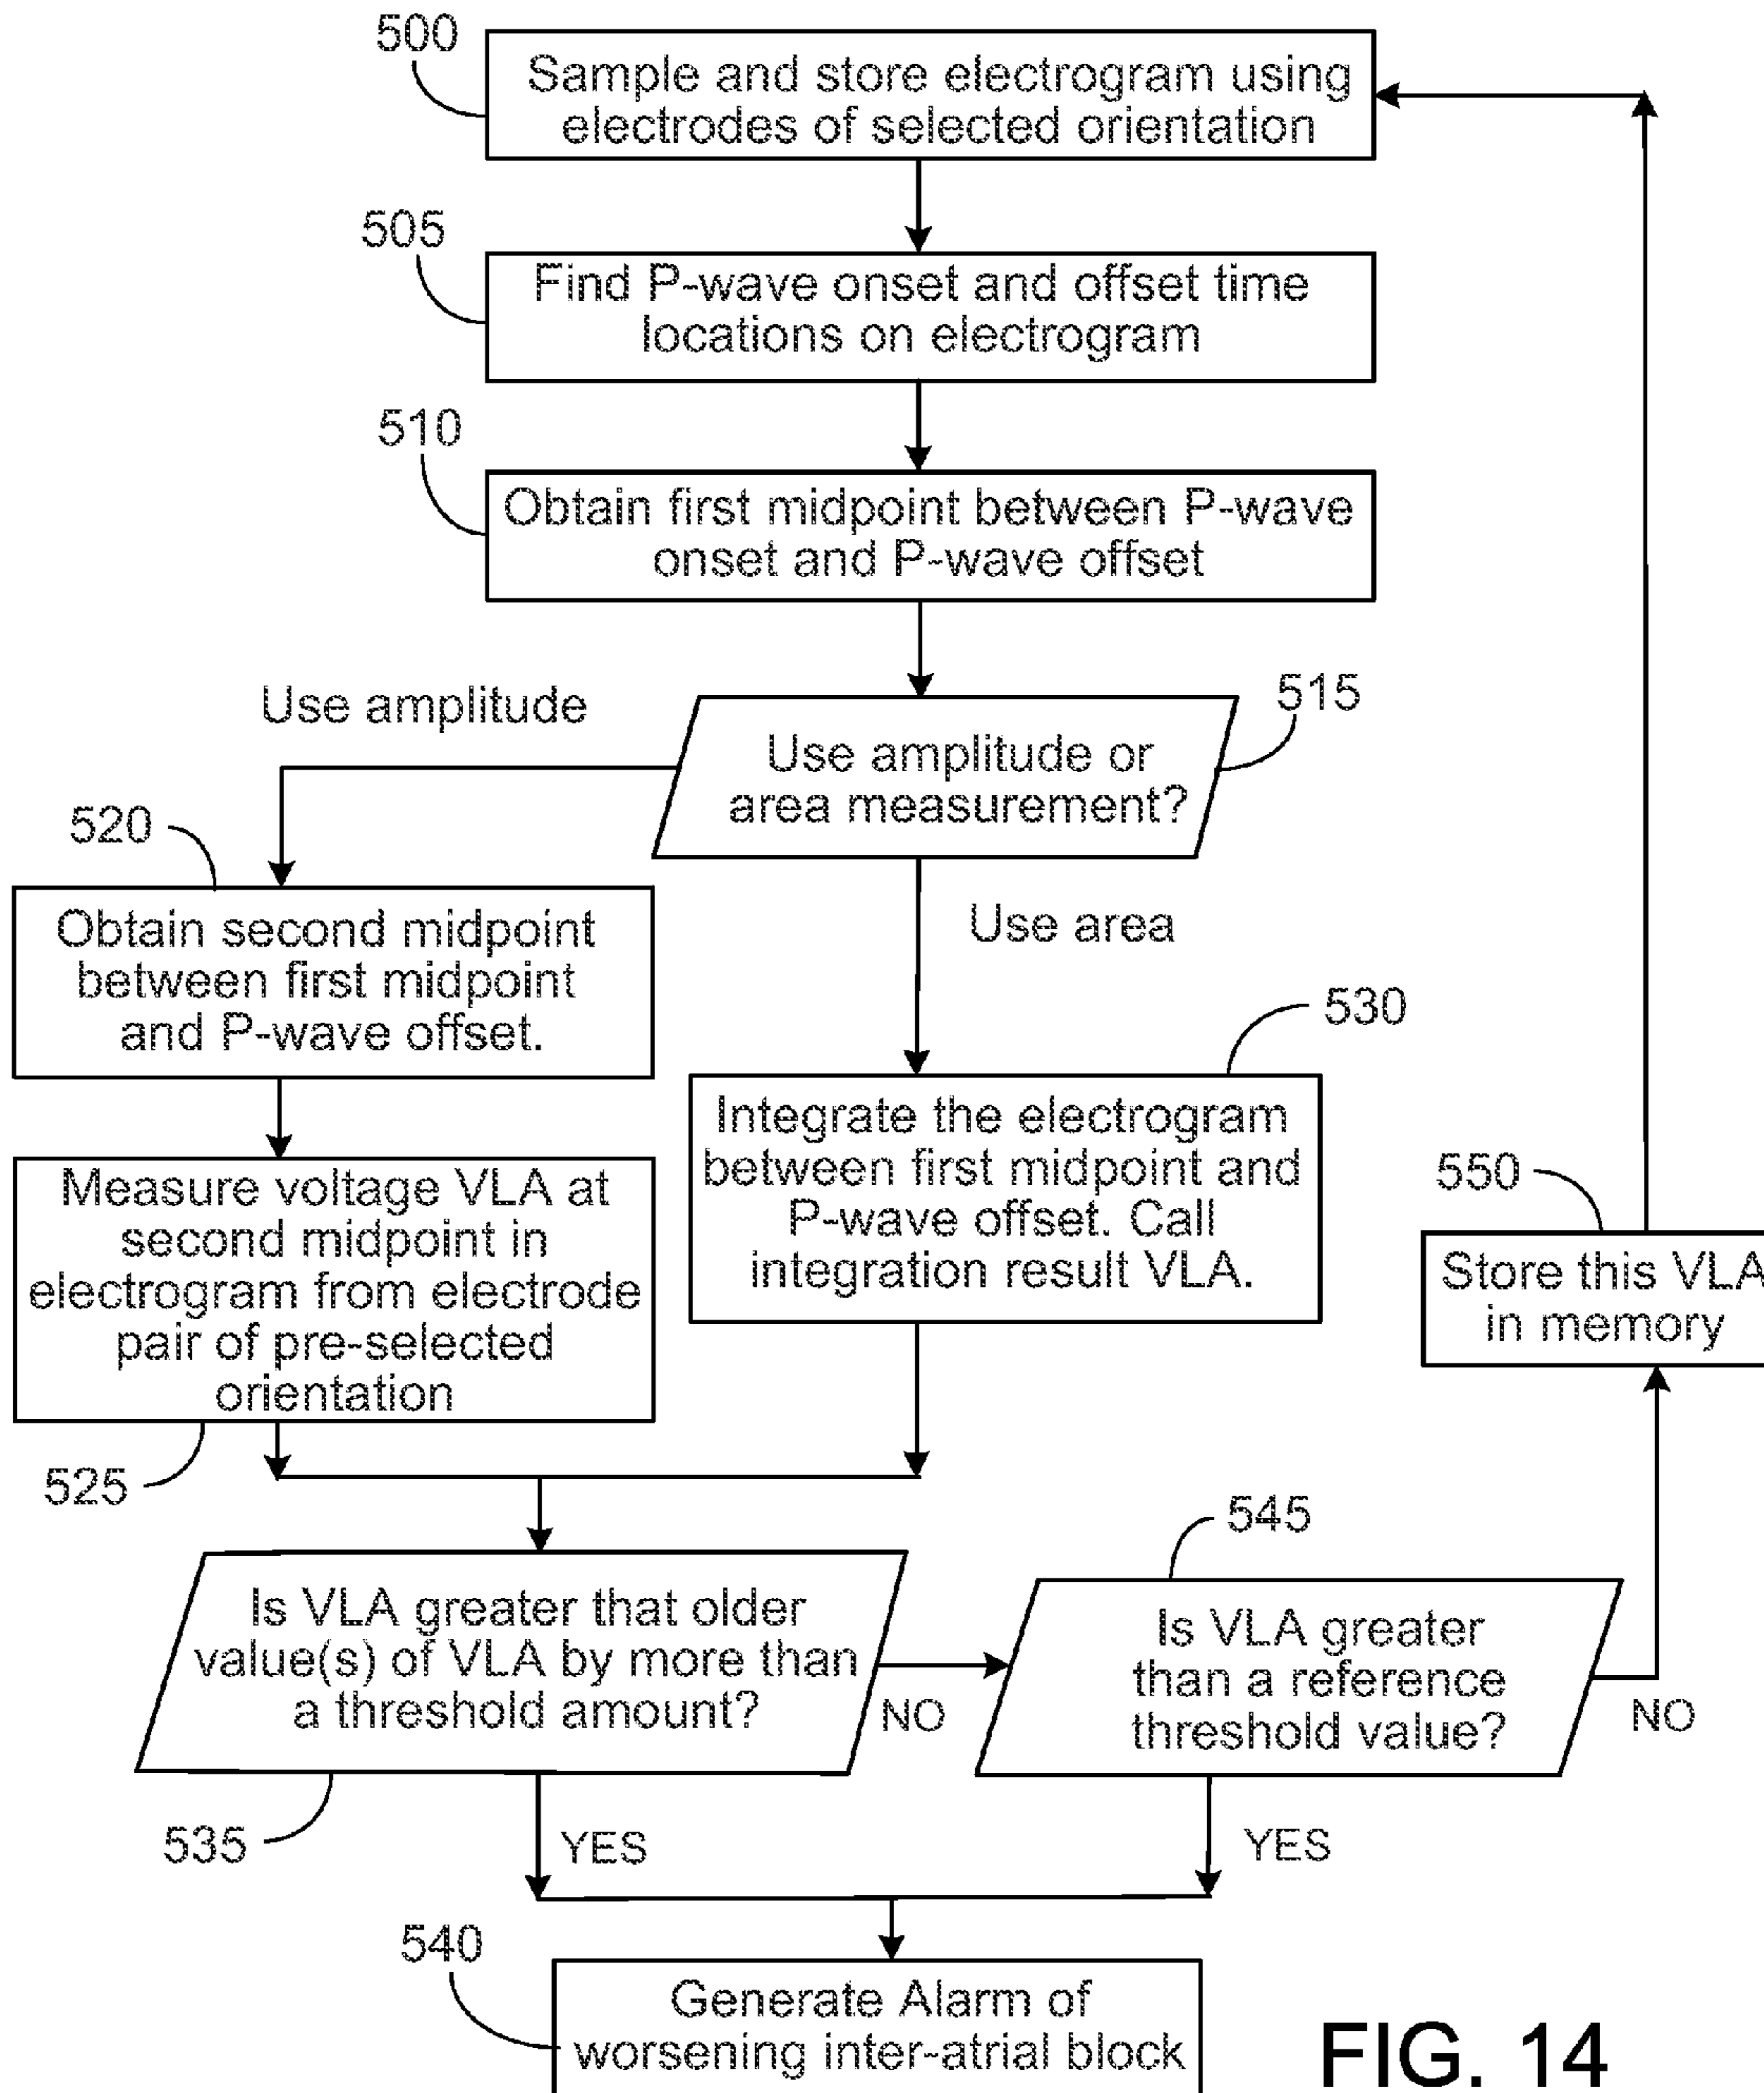 500
Sample and store electrogram using
electrodes of selected orientation
505
Find P-wave onset and offset time
locations on electrogram
510
Obtain first midpoint between P-wave
onset and P-wave offset
Use amplitude
515
Use amplitude or
area measurement?
520
Obtain second midpoint
between first midpoint
and P-wave offset.
Use area
530
Integrate the electrogram
between first midpoint and
P-wave offset. Call
integration result VLA.
Measure voltage VLA at
second midpoint in
electrogram from electrode
pair of pre-selected
orientation
525
550
Store this VLA
in memory
545
Is VLA greater that older
value(s) of VLA by more than
a threshold amount?
NO
Is VLA greater
than a reference
threshold value?
NO
535
YES
YES
540
Generate Alarm of
worsening inter-atrial block
FIG. 14